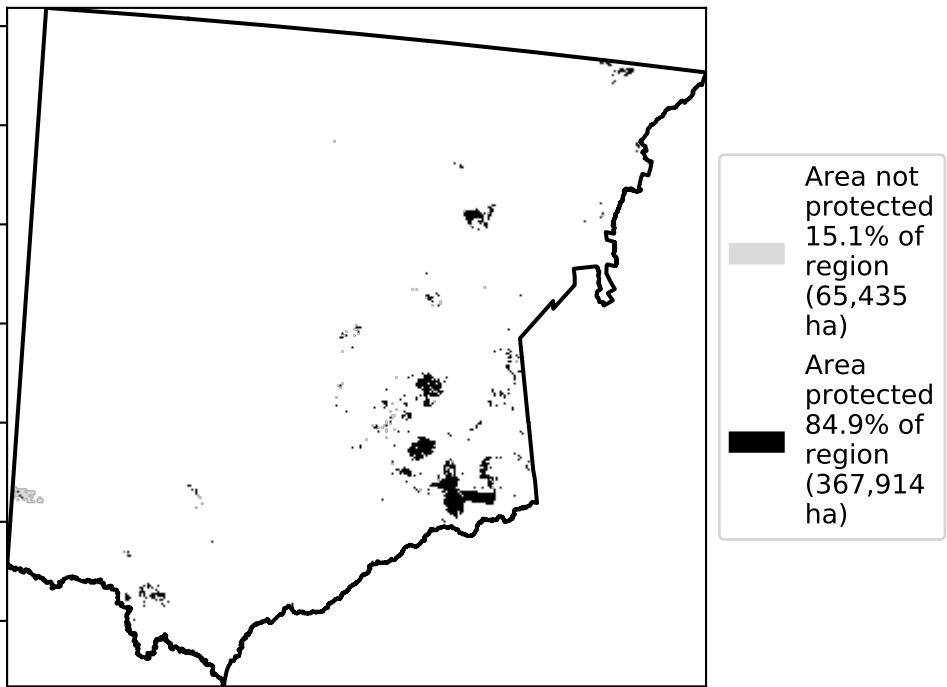 Area not
protected
15.1% of
region
(65,435
ha)
Area
protected
84.9% of
region
(367,914
ha)